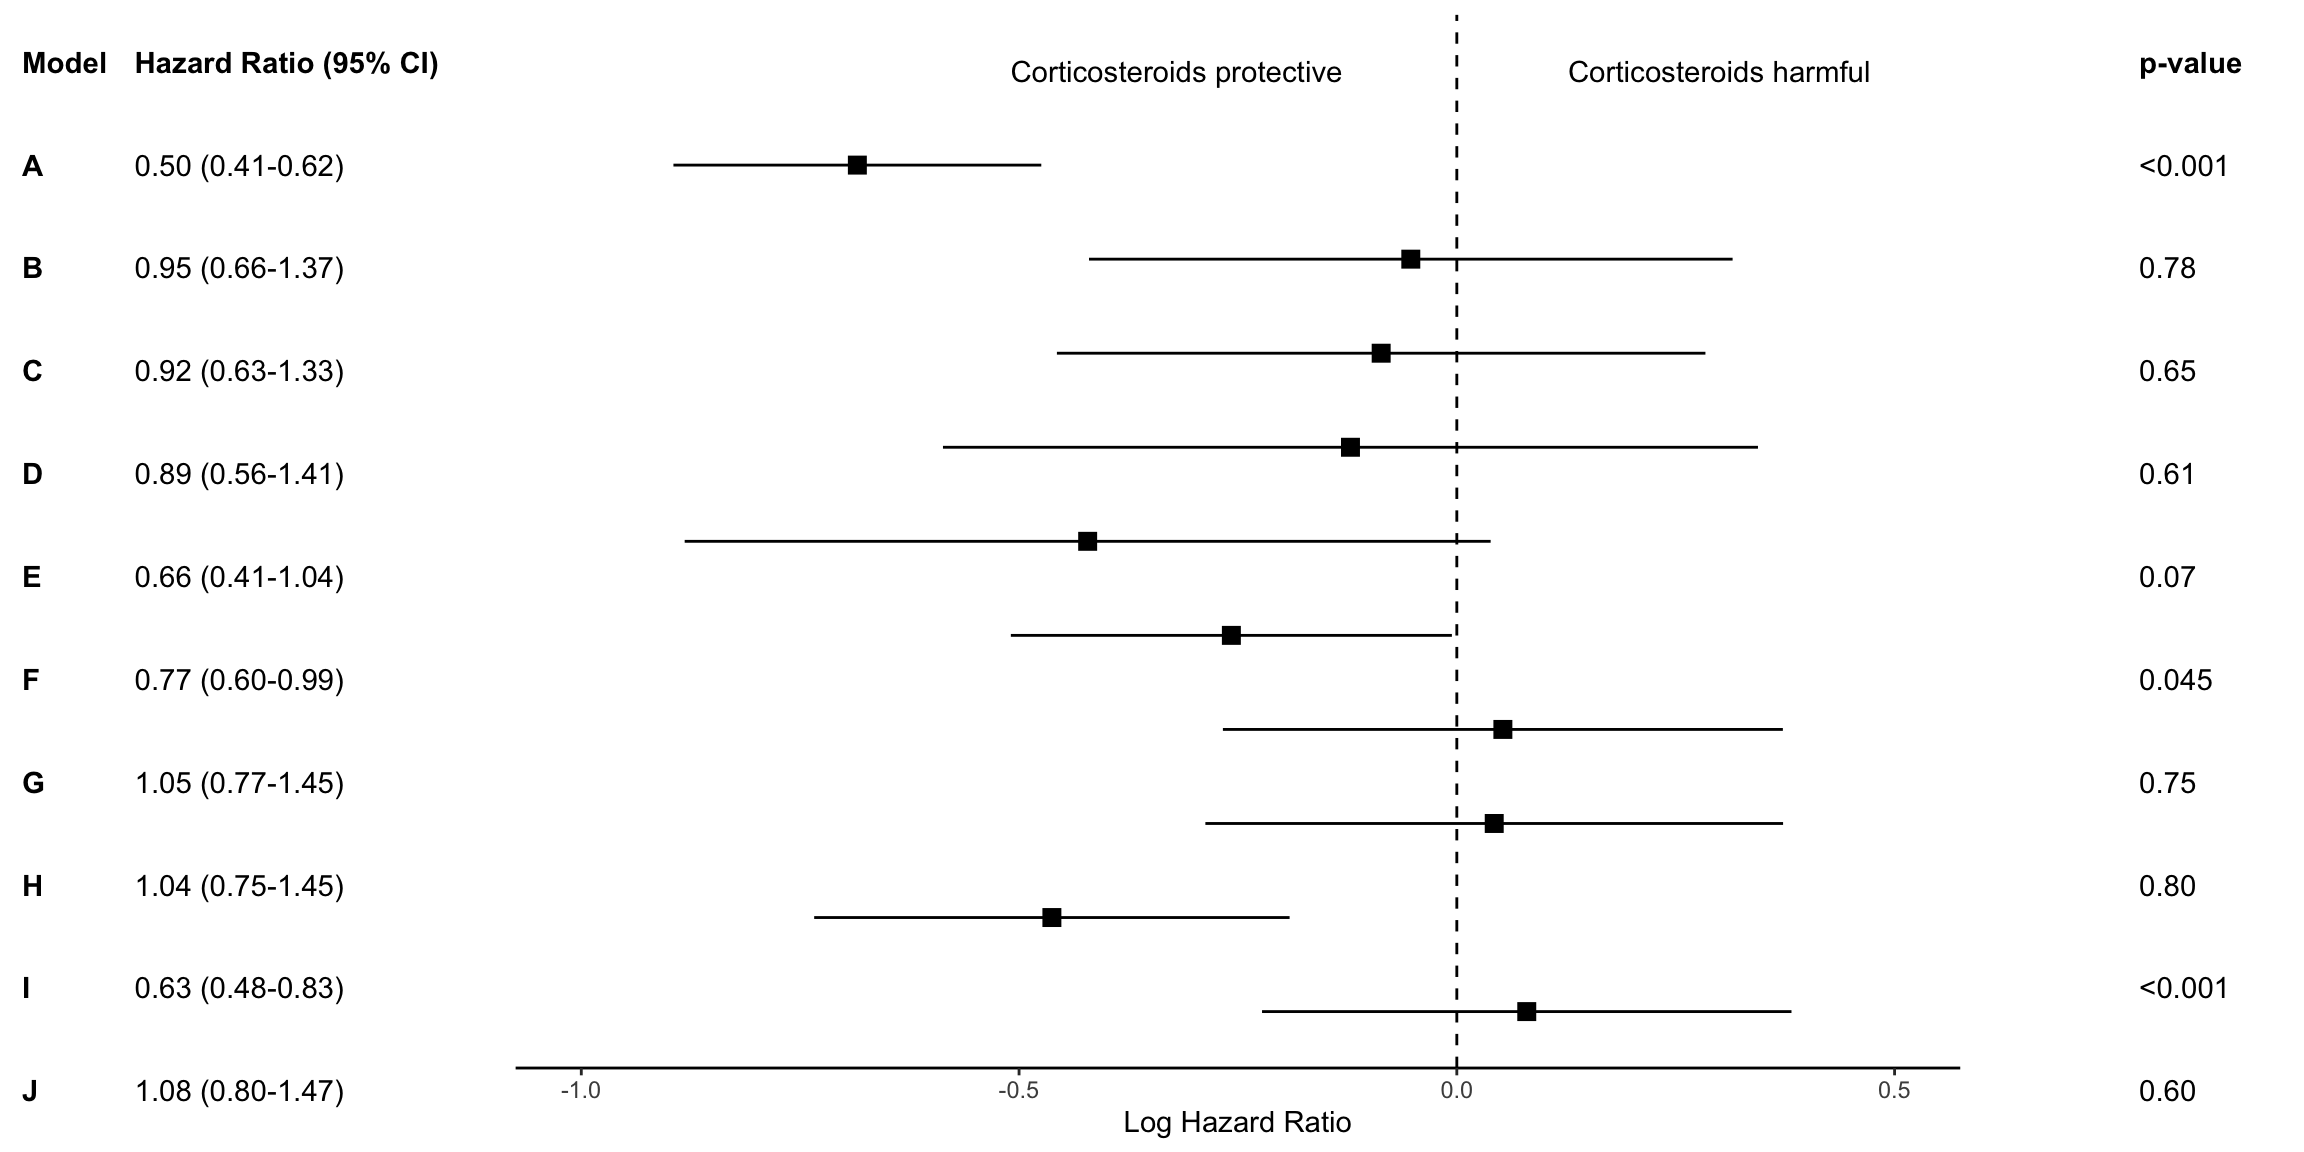 Model Hazard Ratio (95% CI) Corticosteroids protective Corticosteroids harmful p-value
A 0.50 (0.41-0.62) <0.001
B 0.95 (0.66-1.37) 0.78
C 0.92 (0.63-1.33) 0.65
D 0.89 (0.56-1.41) 0.61
E 0.66 (0.41-1.04) 0.07
F 0.77 (0.60-0.99) 0.045
G 1.05 (0.77-1.45) 0.75
H 1.04 (0.75-1.45) 0.80
I 0.63 (0.48-0.83) <0.001
J 1.08 (0.80-1.47) 0.60
-1.0 -0.5 0.0 0.5
Log Hazard Ratio